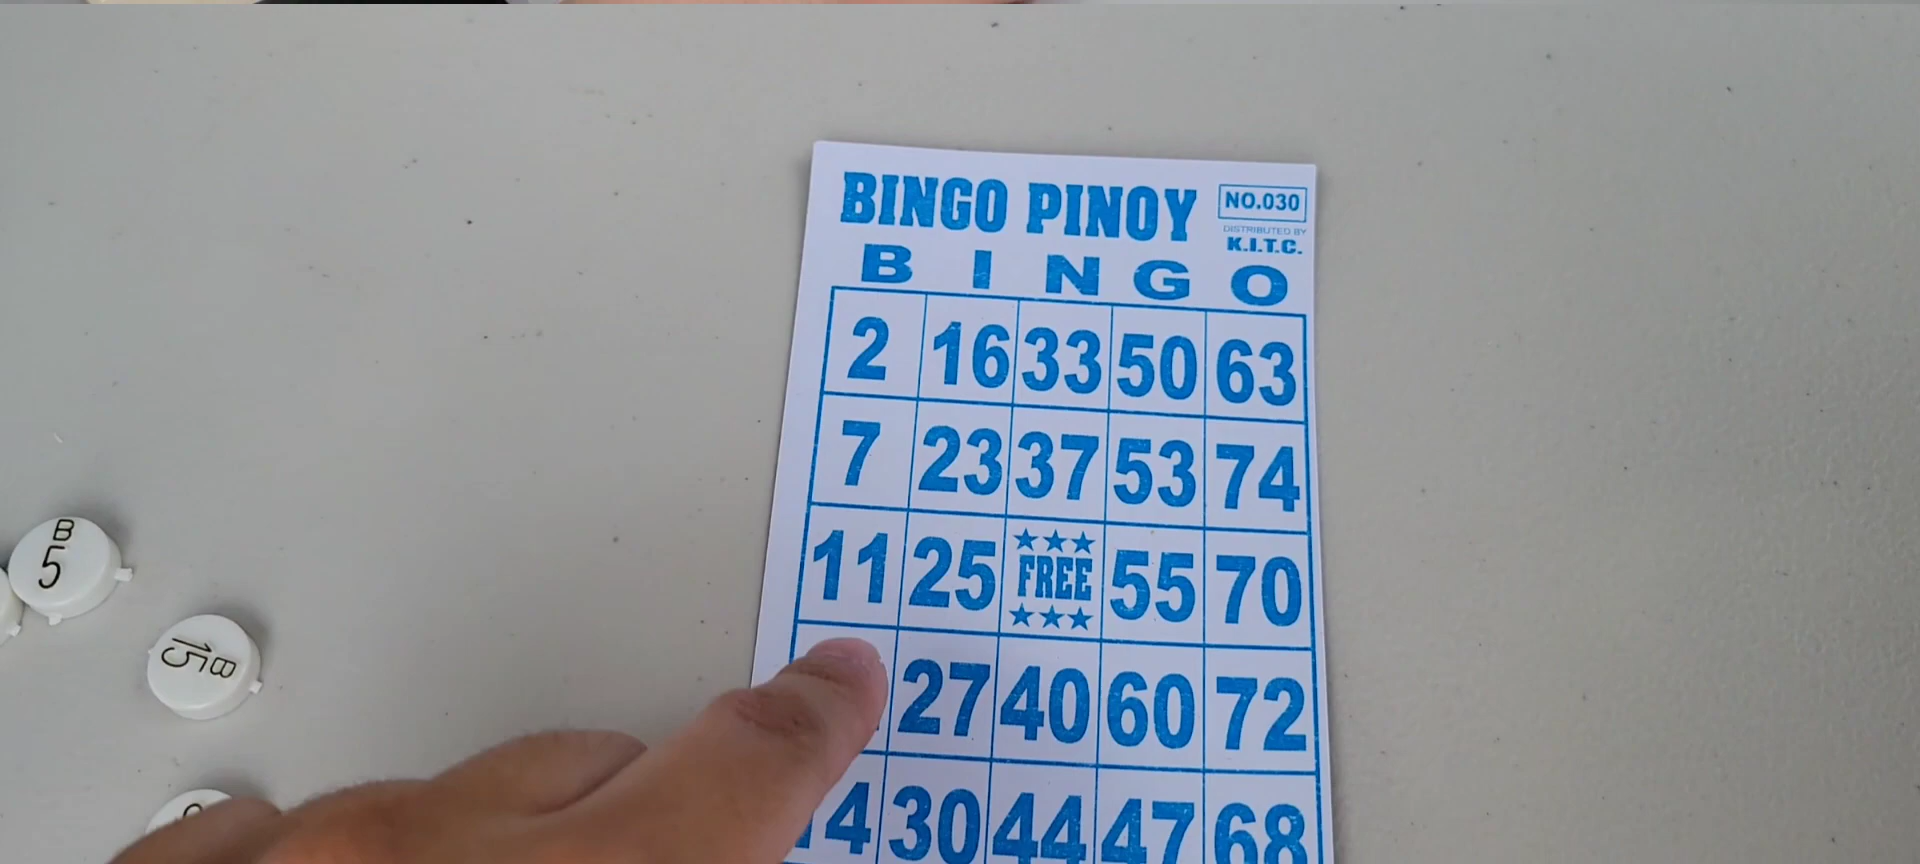 BINGO PINOY
NO.030
DISTRIBUTED BY
K.I.T.C.
B I N G O
2 16 33 50 63
7 23 37 53 74
11 25 FREE 55 70
27 40 60 72
14 30 44 47 68
B
5
B
15